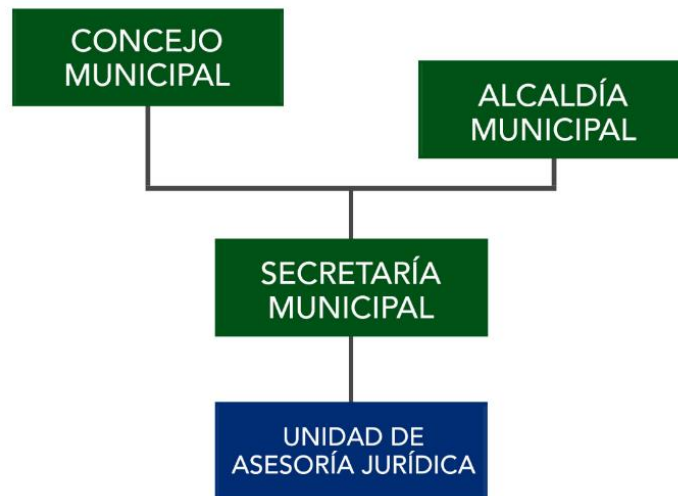 CONCEJO
MUNICIPAL
ALCALDÍA
MUNICIPAL
SECRETARÍA
MUNICIPAL
UNIDAD DE
ASESORÍA JURÍDICA